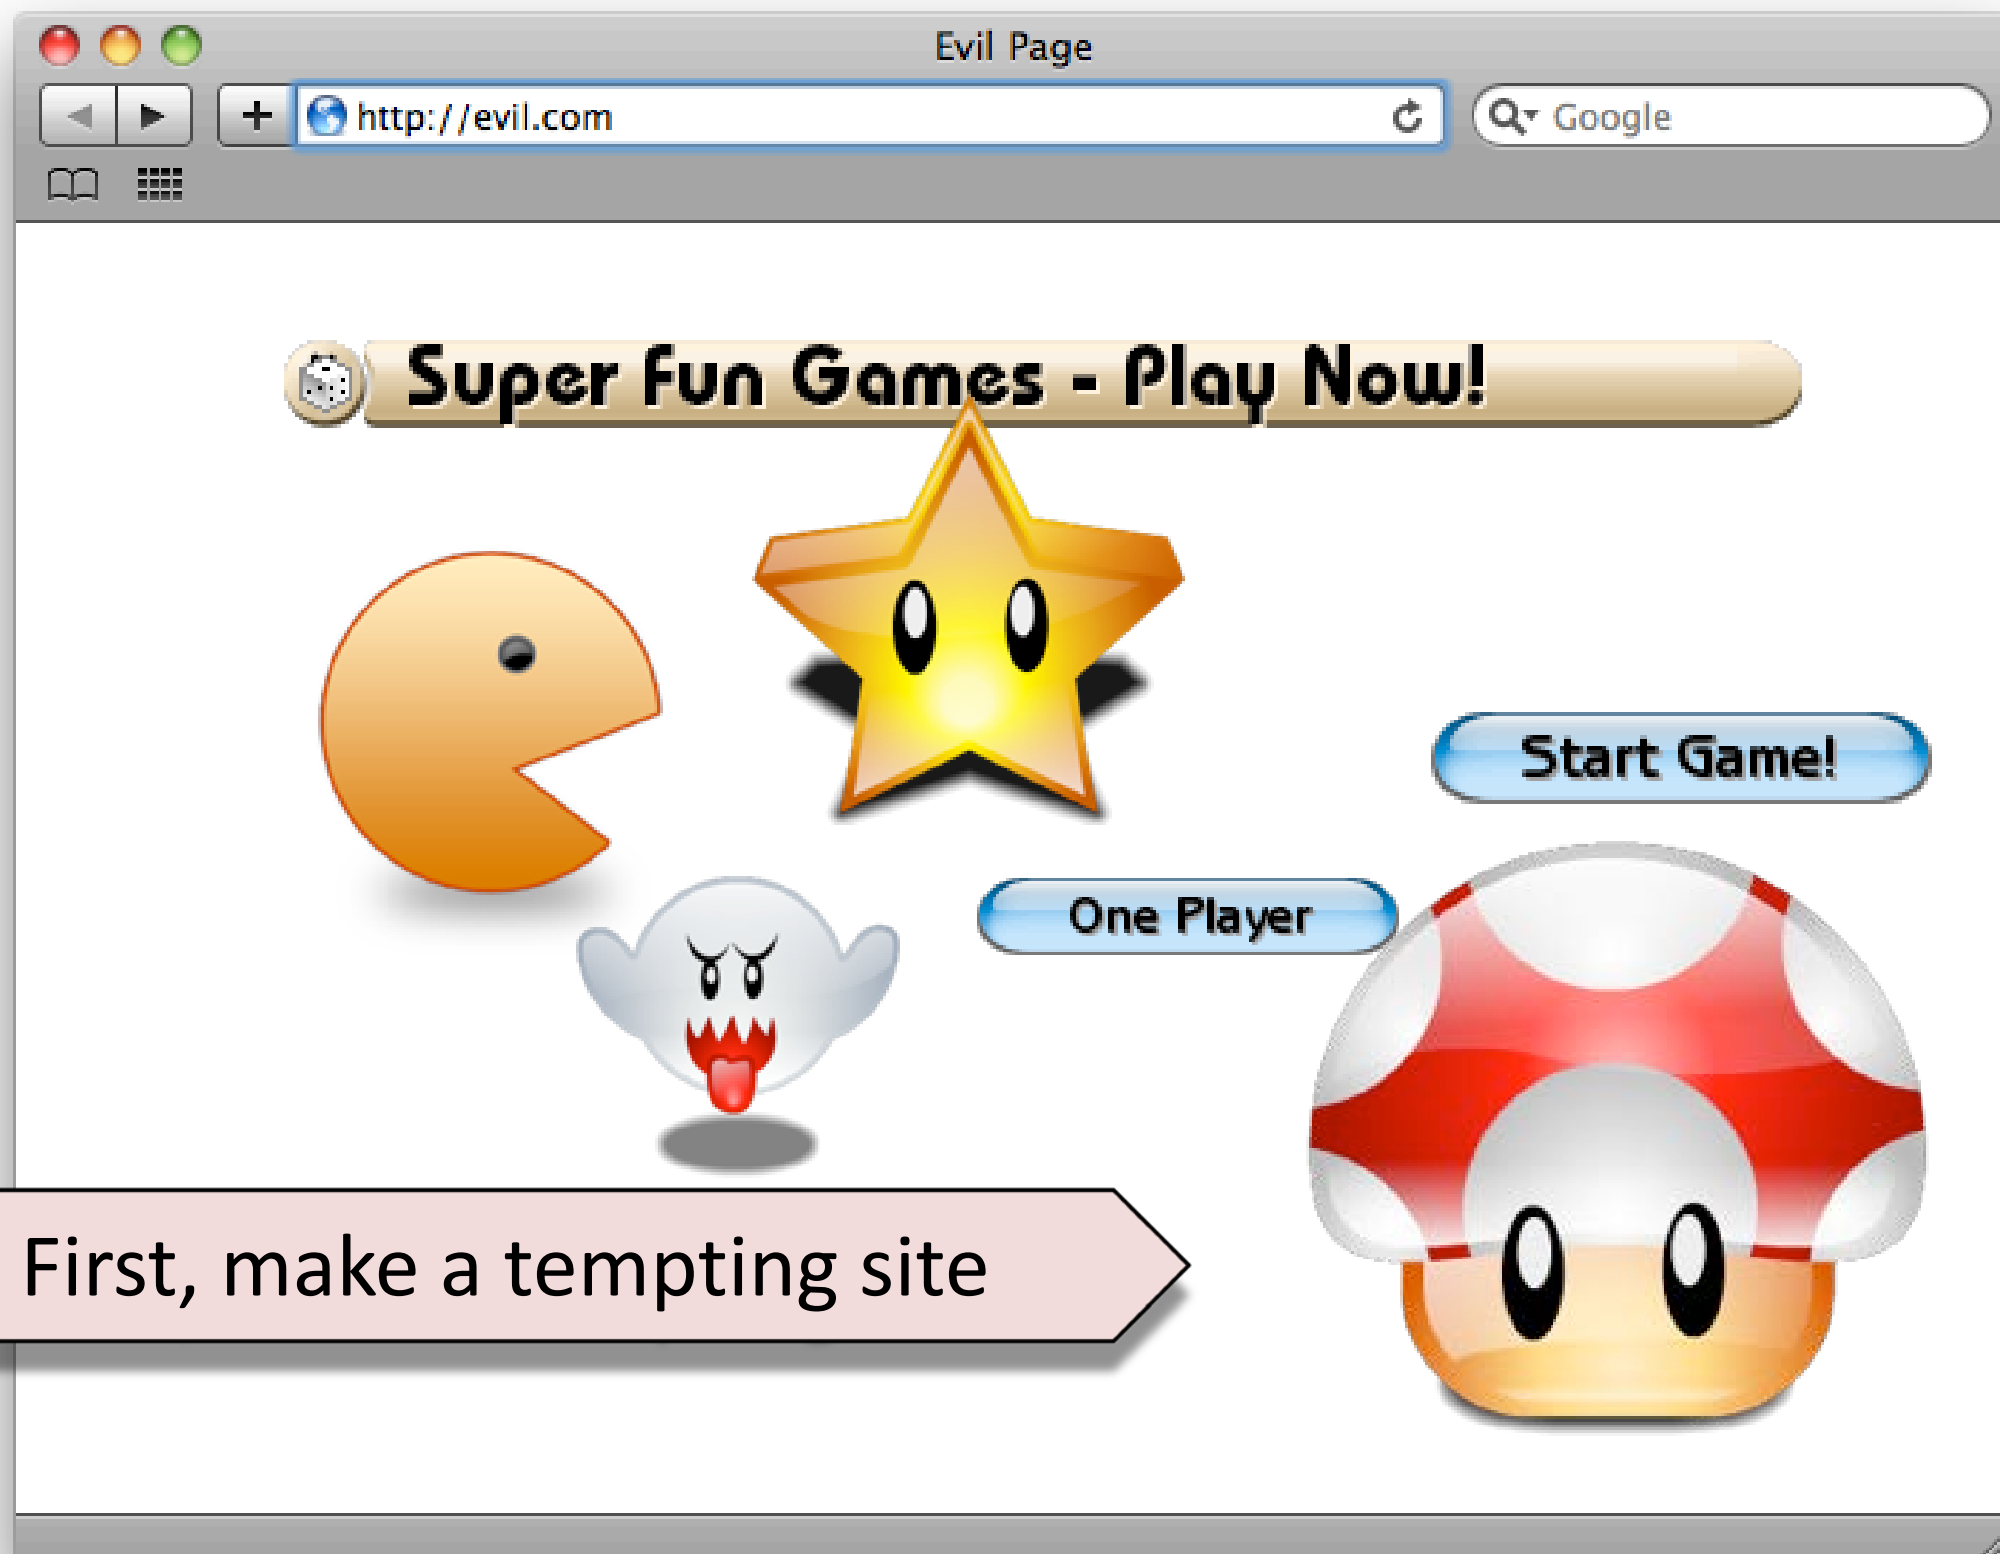 Evil Page
http://evil.com
Google
Super Fun Games - Play Now!
Start Game!
One Player
First, make a tempting site